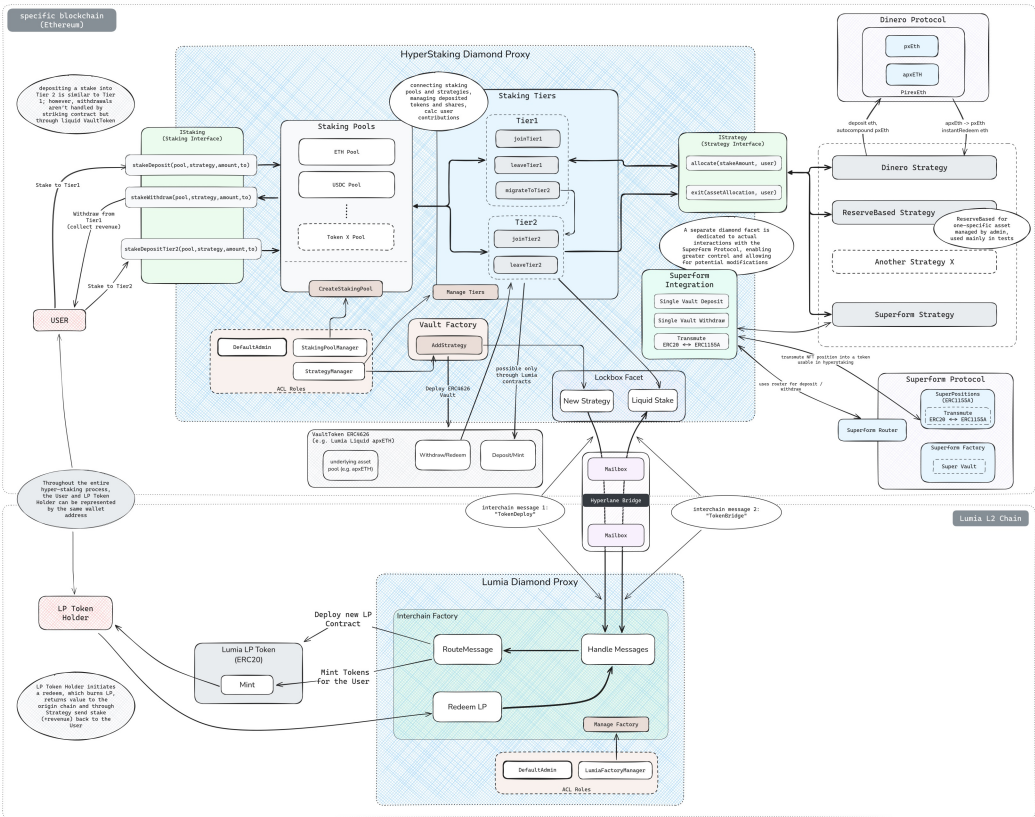 specific blockchain
(Ethereum)
depositing a stake into
Tier 2 is similar to Tier
1; however, withdrawals
aren't handled by
striking contract but
through liquid VaultToken
HyperStaking Diamond Proxy
connecting staking
pools and strategies,
managing deposited
tokens and shares,
calc user
contributions
IStaking
(Staking Interface)
stakeDeposit(pool,strategy,amount,to)
stakeWithdraw(pool,strategy,amount,to)
stakeDepositTier2(pool,strategy,amount,to)
Stake to Tier1
Withdraw from
Tier1
(collect revenue)
Stake to Tier2
USER
Staking Pools
ETH Pool
USDC Pool
Token X Pool
CreateStakingPool
Staking Tiers
Tier1
joinTier1
leaveTier1
migrateToTier2
Tier2
joinTier2
leaveTier2
Manage Tiers
IStrategy
(Strategy Interface)
allocate(stakeAmount, user)
exit(assetAllocation, user)
A separate diamond facet is
dedicated to actual
interactions with the
Superform Protocol, enabling
greater control and allowing
for potential modifications
Superform
Integration
Single Vault Deposit
Single Vault Withdraw
Transmute
ERC20 <-> ERC1155A
Dinero Protocol
pxEth
apxETH
PirexEth
deposit eth,
autocompound pxEth
apxEth -> pxEth
instantRedeem eth
Dinero Strategy
ReserveBased Strategy
ReserveBased for
one-specific asset
managed by admin,
used mainly in tests
Another Strategy X
Superform Strategy
transmute NFT position into a token
usable in hyperstaking
uses router for deposit /
withdraw
Superform Protocol
SuperPositions
(ERC1155A)
Transmute
ERC20 <-> ERC1155A
Superform Router
Superform Factory
Super Vault
DefaultAdmin
StakingPoolManager
StrategyManager
ACL Roles
Vault Factory
AddStrategy
Deploy ERC4626
Vault
possible only
through Lumia
contracts
Lockbox Facet
New Strategy
Liquid Stake
VaultToken ERC4626
(e.g. Lumia Liquid apxETH)
underlying asset
pool (e.g. apxETH)
Withdraw/Redeem
Deposit/Mint
Mailbox
Hyperlane Bridge
Mailbox
interchain message 1:
"TokenDeploy"
interchain message 2:
"TokenBridge"
Throughout the entire
hyper-staking process,
the User and LP Token
Holder can be represented
by the same wallet
address
Lumia L2 Chain
Lumia Diamond Proxy
Interchain Factory
RouteMessage
Handle Messages
Redeem LP
Manage Factory
DefaultAdmin
LumiaFactoryManager
ACL Roles
Deploy new LP
Contract
Mint Tokens
for the User
Lumia LP Token
(ERC20)
Mint
LP Token
Holder
LP Token Holder initiates
a redeem, which burns LP,
returns value to the
origin chain and through
Strategy send stake
(+revenue) back to the
User